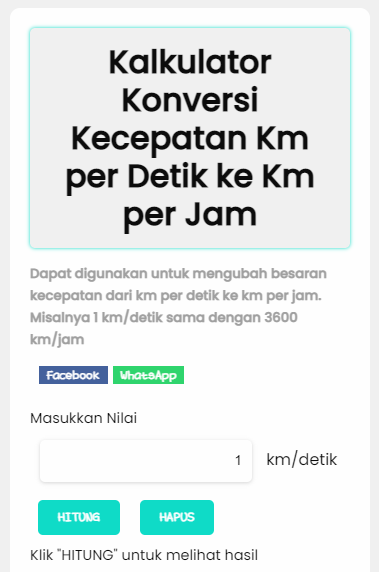 Kalkulator
Konversi
Kecepatan Km
per Detik ke Km
per Jam
Dapat digunakan untuk mengubah besaran
kecepatan dari km per detik ke km per jam.
Misalnya 1 km/detik sama dengan 3600
km/jam
Facebook WhatsApp
Masukkan Nilai
1 km/detik
HITUNG HAPUS
Klik "HITUNG" untuk melihat hasil